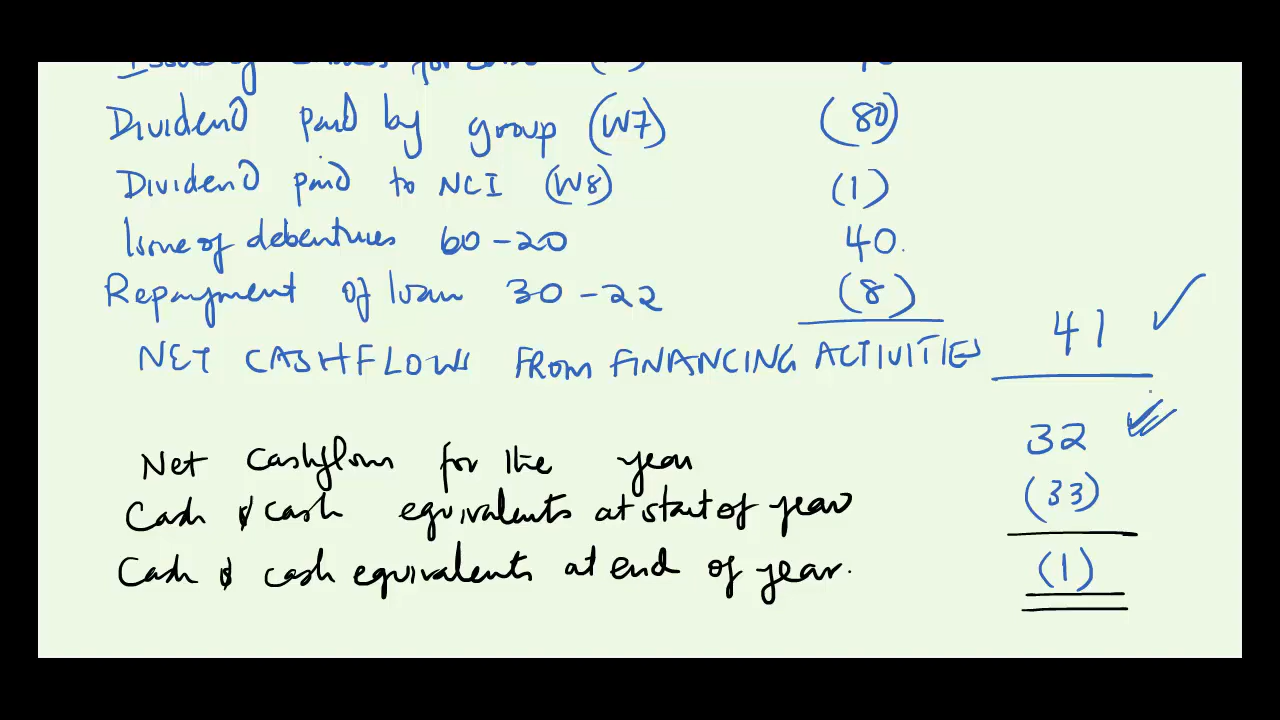 Dividend paid by group (W7) (80)
Dividend paid to NCI (W8) (1)
Issue of debentures 60-20 40
Repayment of loan 30-22 (8)
NET CASHFLOWS FROM FINANCING ACTIVITIES 41
Net cashflows for the year 32
Cash & cash equivalents at start of year (33)
Cash & cash equivalents at end of year. (1)